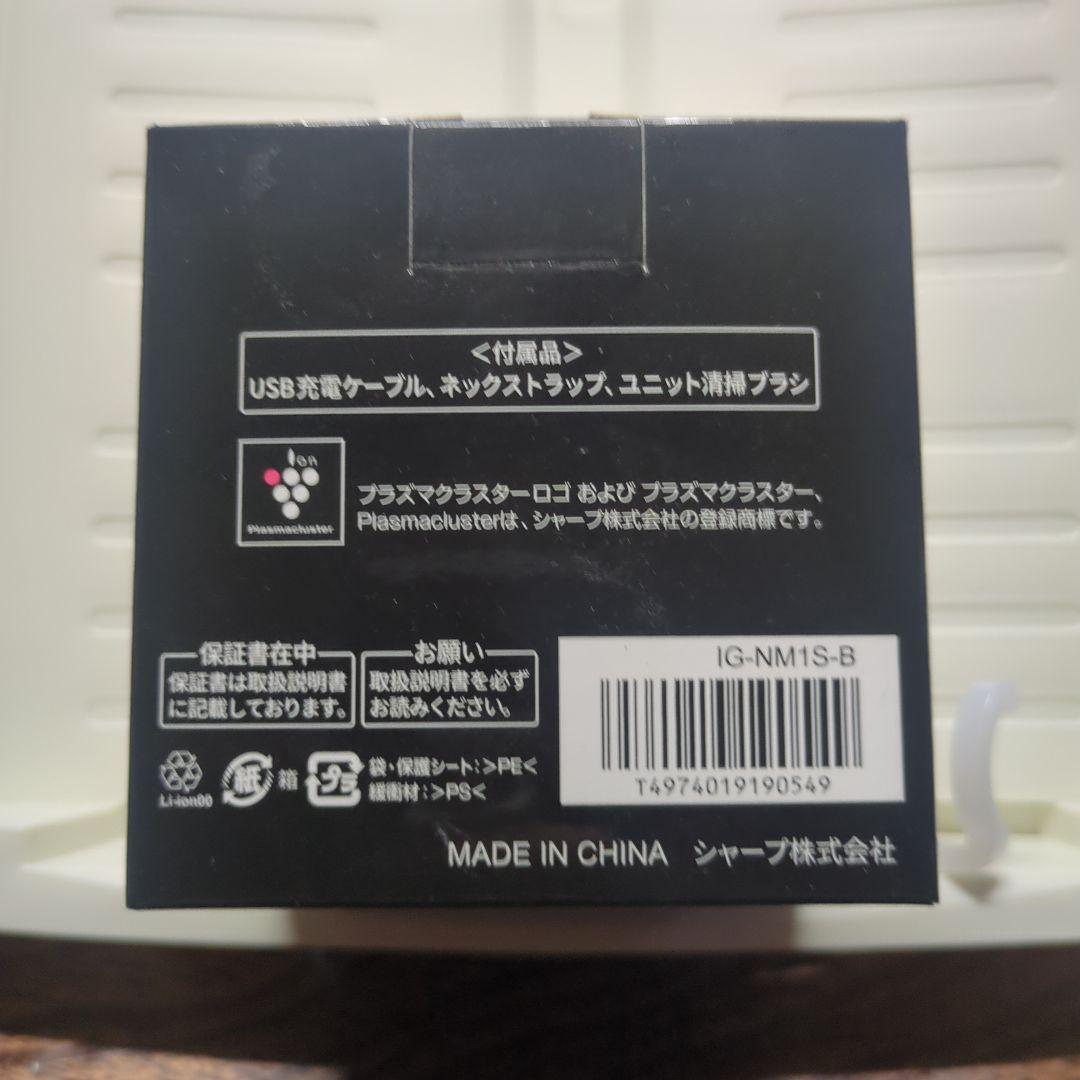 <付属品>
USB充電ケーブル、ネックストラップ、ユニット清掃ブラシ
Ion
Plasmacluster
プラズマクラスターロゴ および プラズマクラスター、
Plasmaclusterは、シャープ株式会社の登録商標です。
保証書在中
保証書は取扱説明書
に記載しております。
お願い
取扱説明書を必ず
お読みください。
IG-NM1S-B
T4974019190549
Li-ion00
紙
箱
プラ
袋・保護シート:>PE<
緩衝材:>PS<
MADE IN CHINA シャープ株式会社